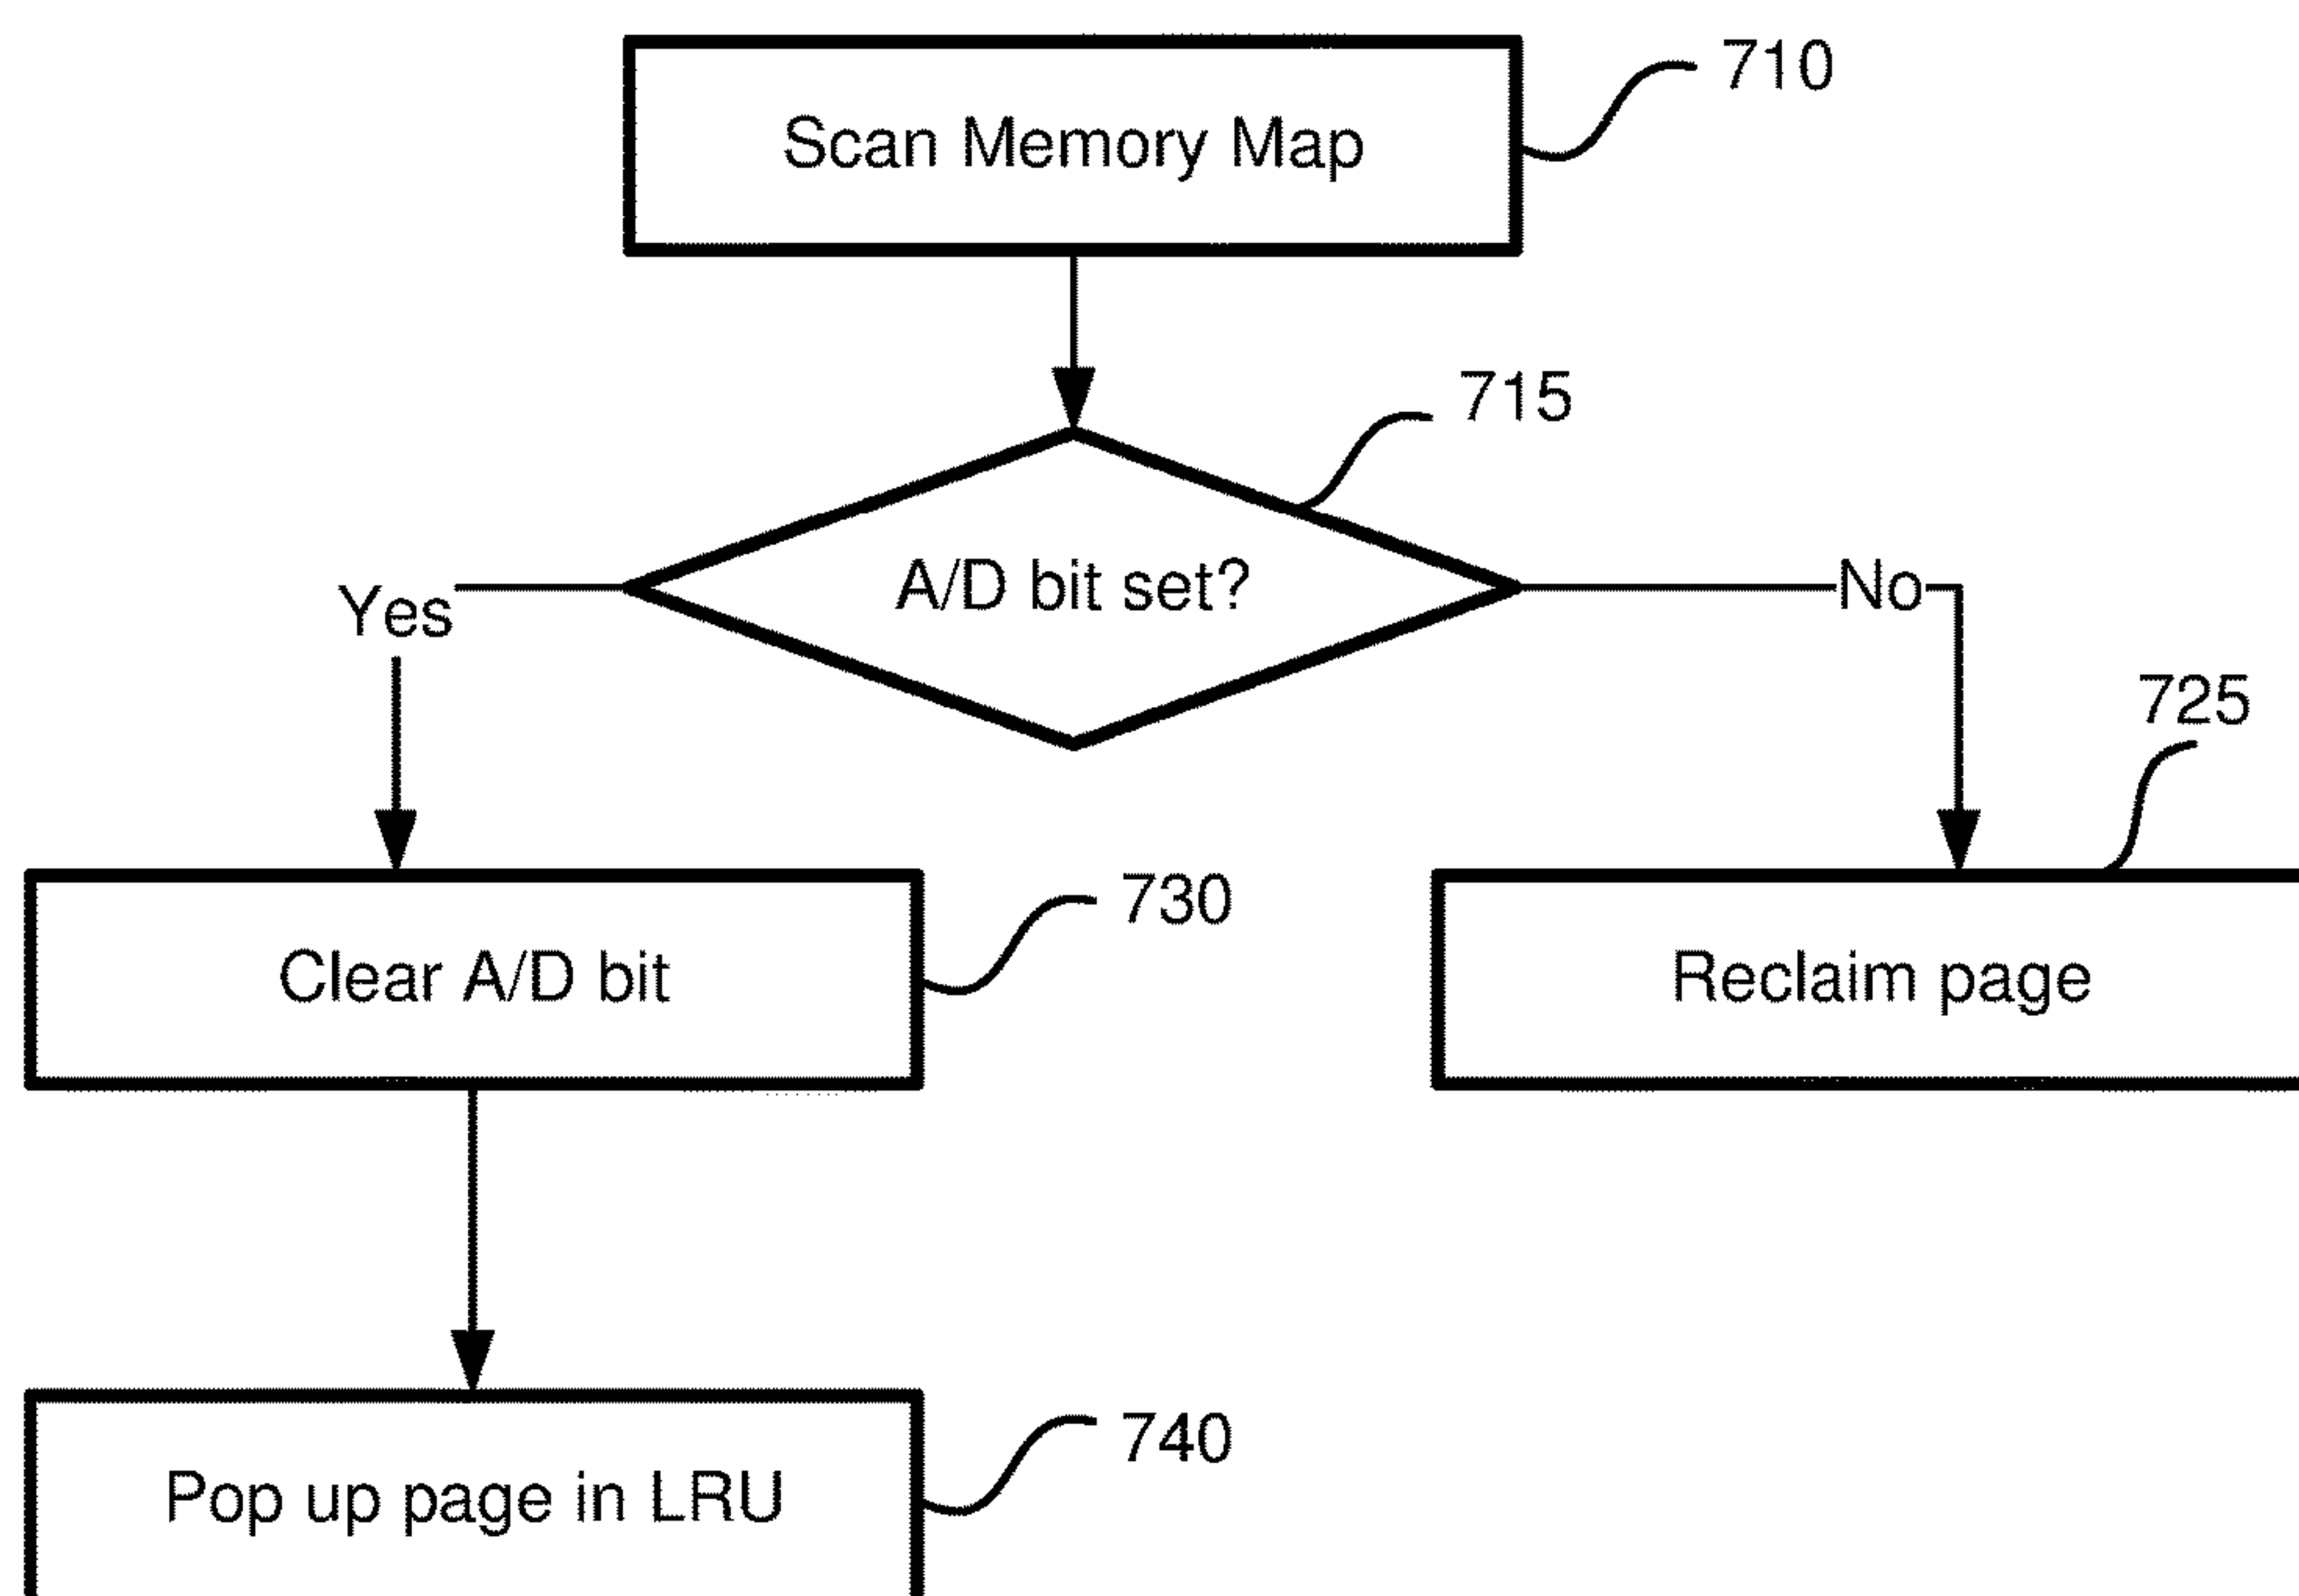 710
Scan Memory Map
715
A/D bit set?
Yes
No
725
730
Clear A/D bit
Reclaim page
740
Pop up page in LRU